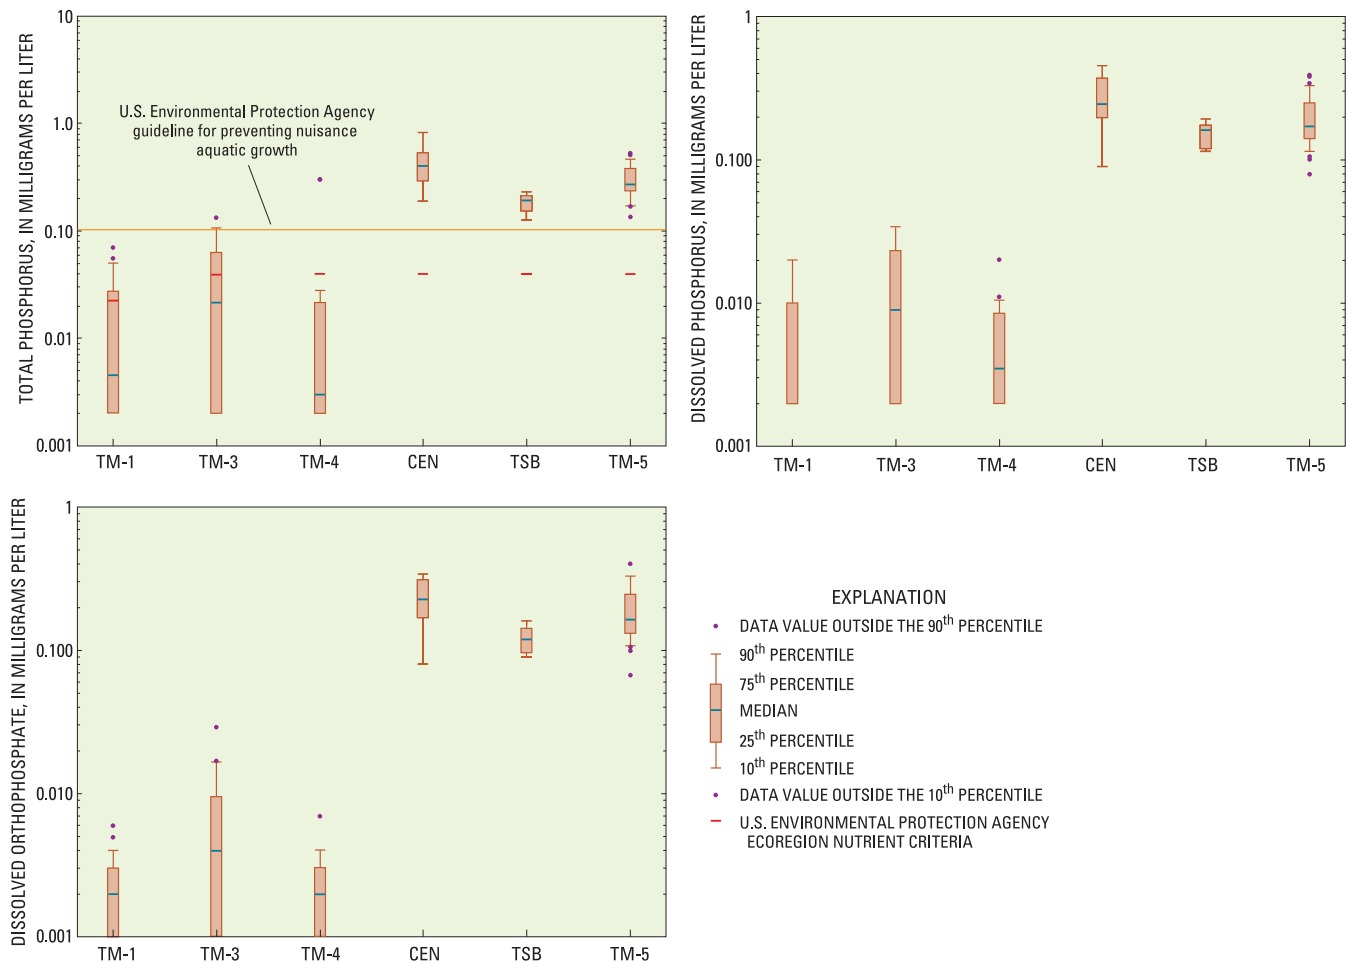 TOTAL PHOSPHORUS, IN MILLIGRAMS PER LITER
10
1.0
0.10
0.01
0.001
U.S. Environmental Protection Agency
guideline for preventing nuisance
aquatic growth
TM-1 TM-3 TM-4 CEN TSB TM-5
DISSOLVED PHOSPHORUS, IN MILLIGRAMS PER LITER
1
0.100
0.010
0.001
TM-1 TM-3 TM-4 CEN TSB TM-5
DISSOLVED ORTHOPHOSPHATE, IN MILLIGRAMS PER LITER
1
0.100
0.010
0.001
TM-1 TM-3 TM-4 CEN TSB TM-5
EXPLANATION
DATA VALUE OUTSIDE THE 90th PERCENTILE
90th PERCENTILE
75th PERCENTILE
MEDIAN
25th PERCENTILE
10th PERCENTILE
DATA VALUE OUTSIDE THE 10th PERCENTILE
U.S. ENVIRONMENTAL PROTECTION AGENCY
ECOREGION NUTRIENT CRITERIA